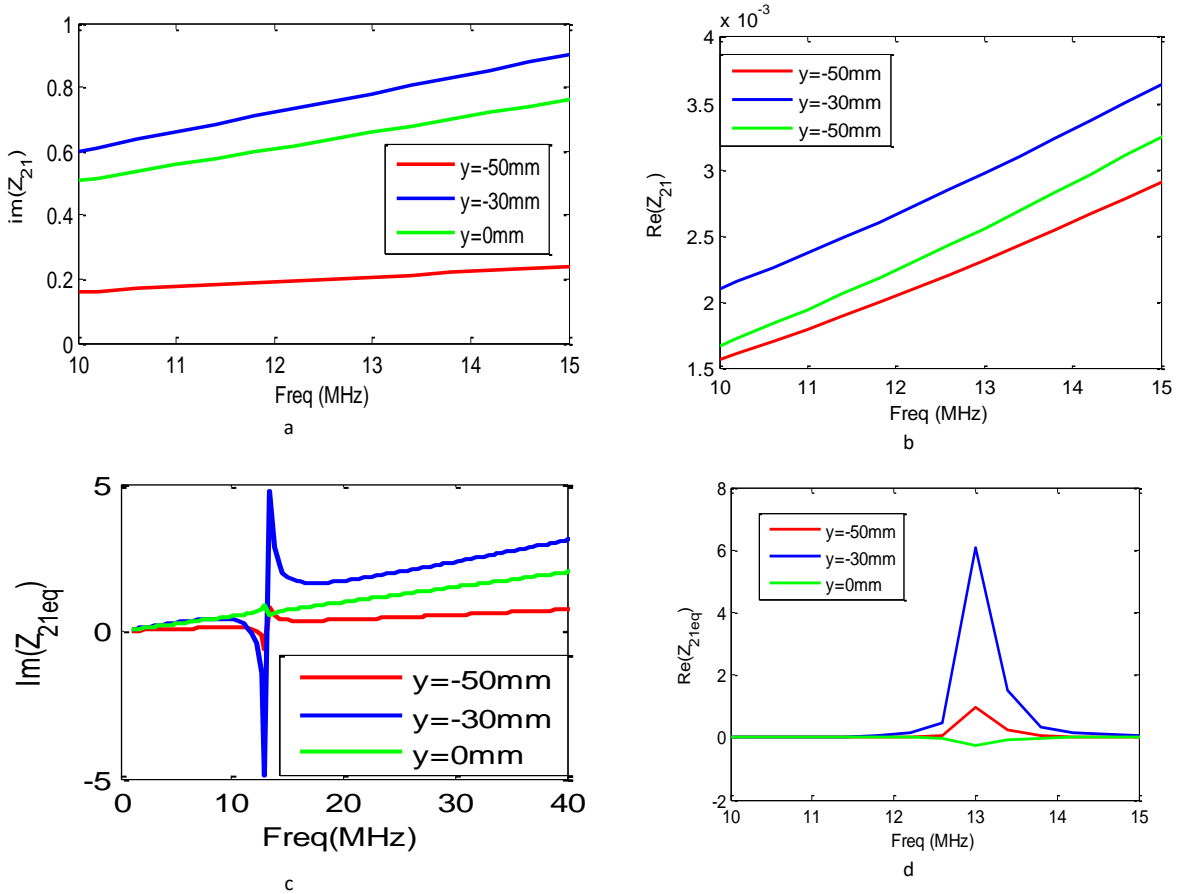 1
0.8
0.6
0.4
0.2
0
im(Z21)
y=-50mm
y=-30mm
y=0mm
10 11 12 13 14 15
Freq (MHz)
a
x 10-3
4
3.5
3
2.5
2
1.5
Re(Z21)
y=-50mm
y=-30mm
y=-50mm
10 11 12 13 14 15
Freq (MHz)
b
5
0
-5
Im(Z21eq)
y=-50mm
y=-30mm
y=0mm
0 10 20 30 40
Freq(MHz)
c
8
6
4
2
0
-2
Re(Z21eq)
y=-50mm
y=-30mm
y=0mm
10 11 12 13 14 15
Freq (MHz)
d